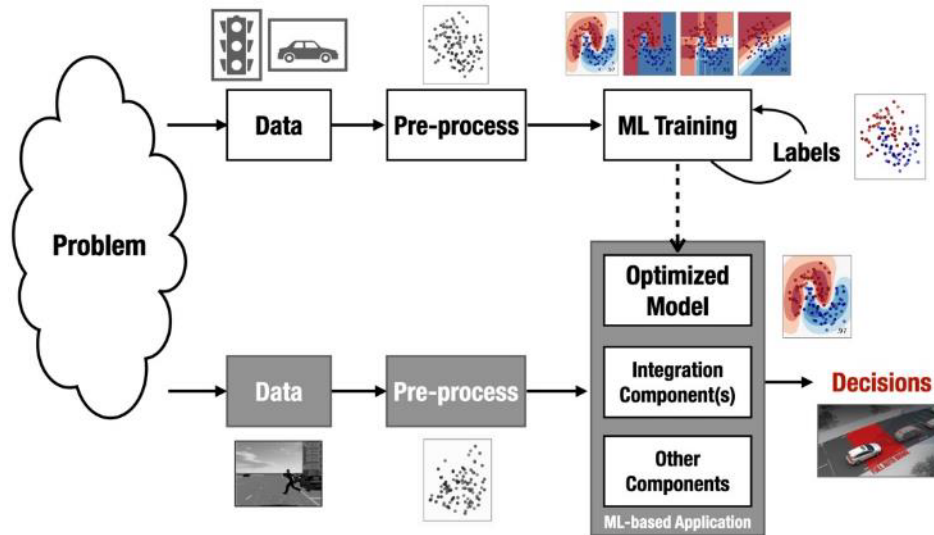 Problem
Data
Pre-process
ML Training
Labels
Optimized
Model
Data
Pre-process
Integration
Component(s)
Decisions
Other
Components
ML-based Application